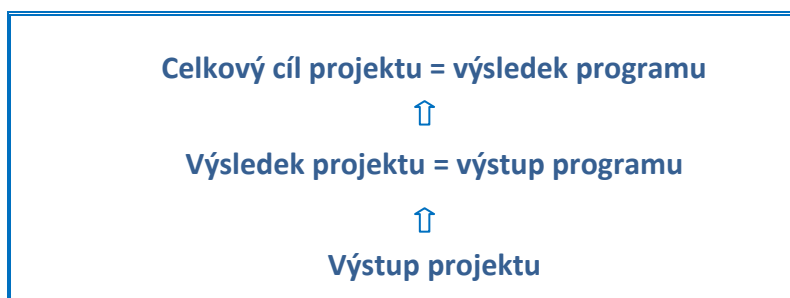 Celkový cíl projektu = výsledek programu
⇧
Výsledek projektu = výstup programu
⇧
Výstup projektu